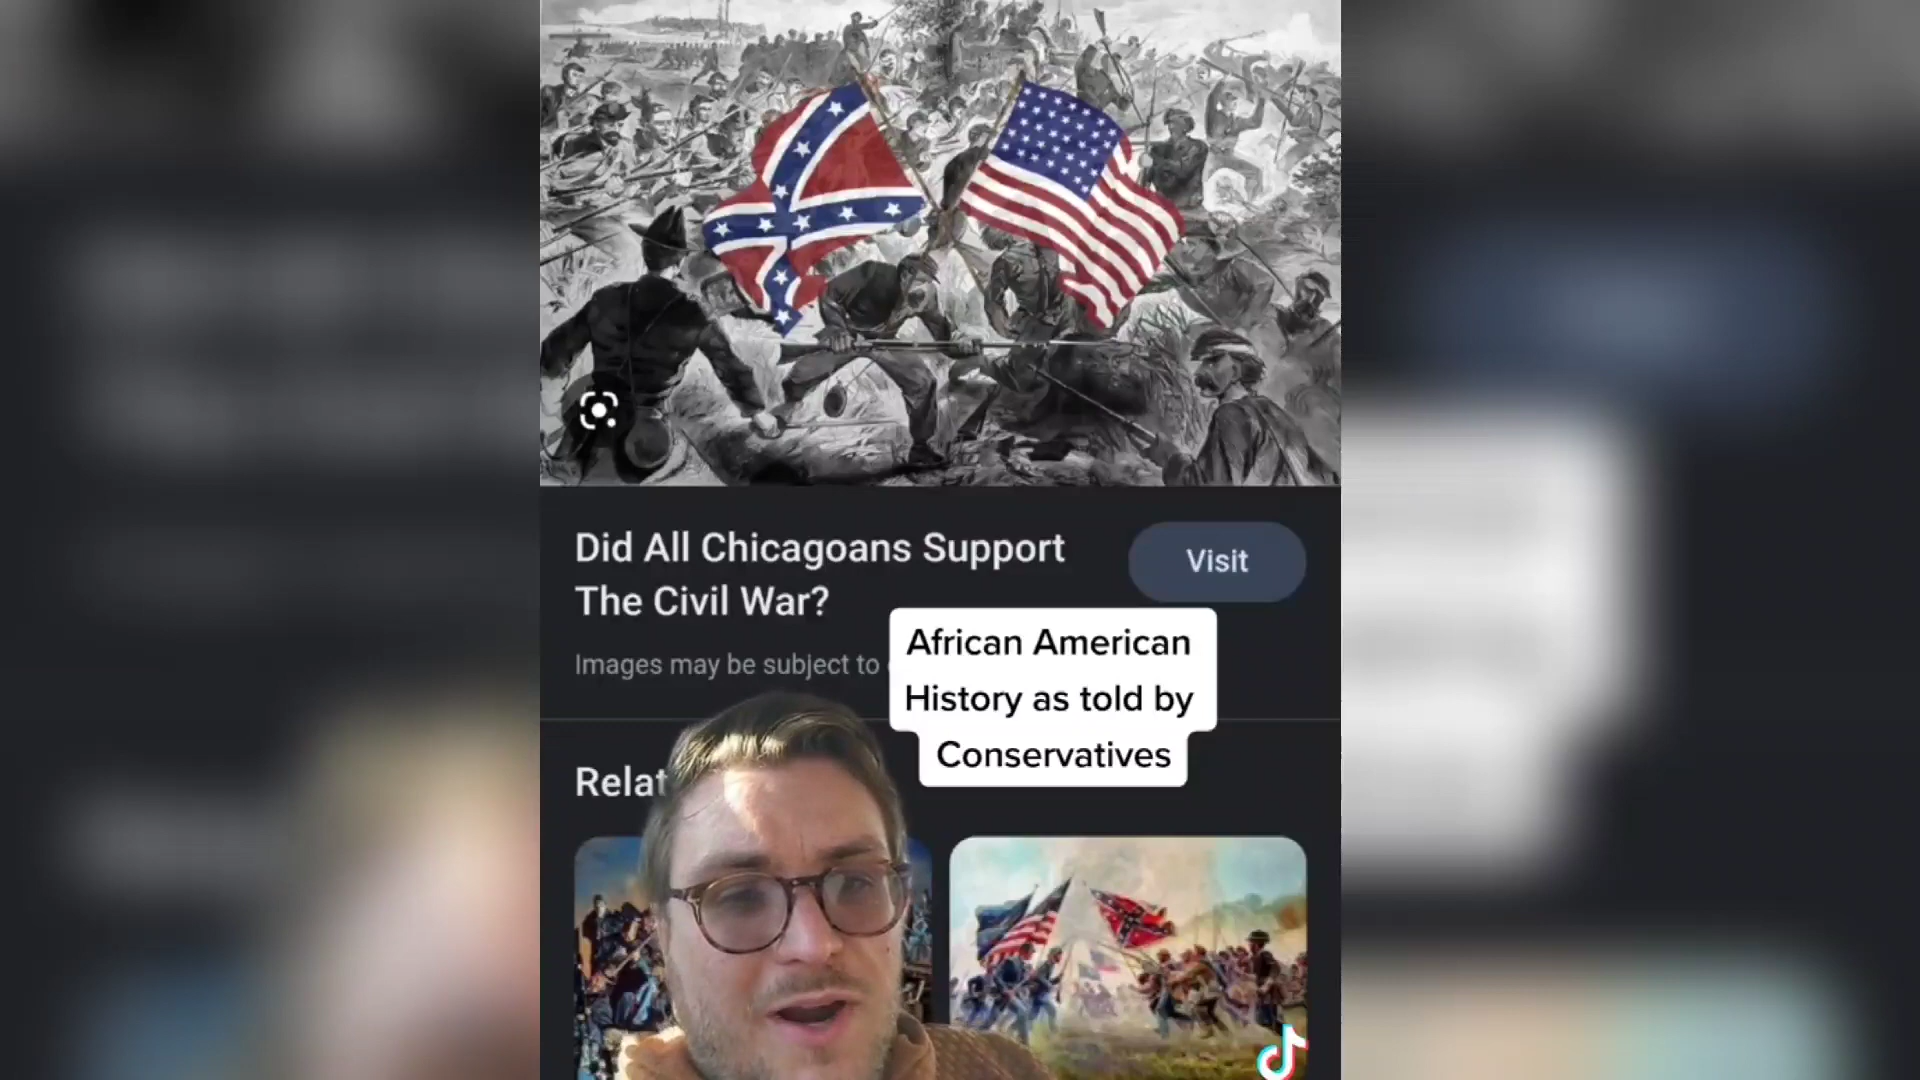 Did All Chicagoans Support
The Civil War?
Visit
Images may be subject to
African American
History as told by
Conservatives
Relat